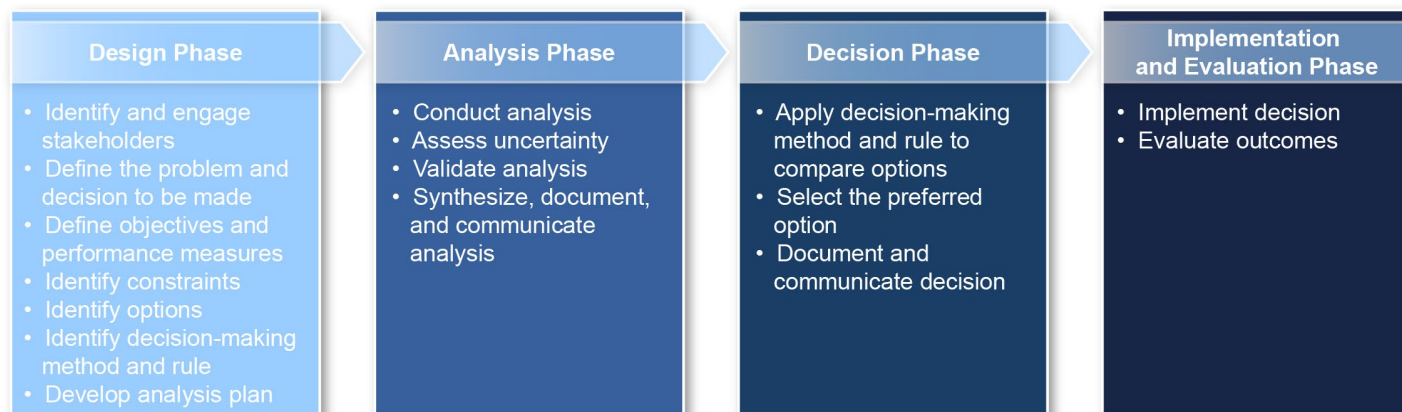 Design Phase
• Identify and engage
stakeholders
• Define the problem and
decision to be made
• Define objectives and
performance measures
• Identify constraints
• Identify options
• Identify decision-making
method and rule
• Develop analysis plan
Analysis Phase
• Conduct analysis
• Assess uncertainty
• Validate analysis
• Synthesize, document,
and communicate
analysis
Decision Phase
• Apply decision-making
method and rule to
compare options
• Select the preferred
option
• Document and
communicate decision
Implementation
and Evaluation Phase
• Implement decision
• Evaluate outcomes